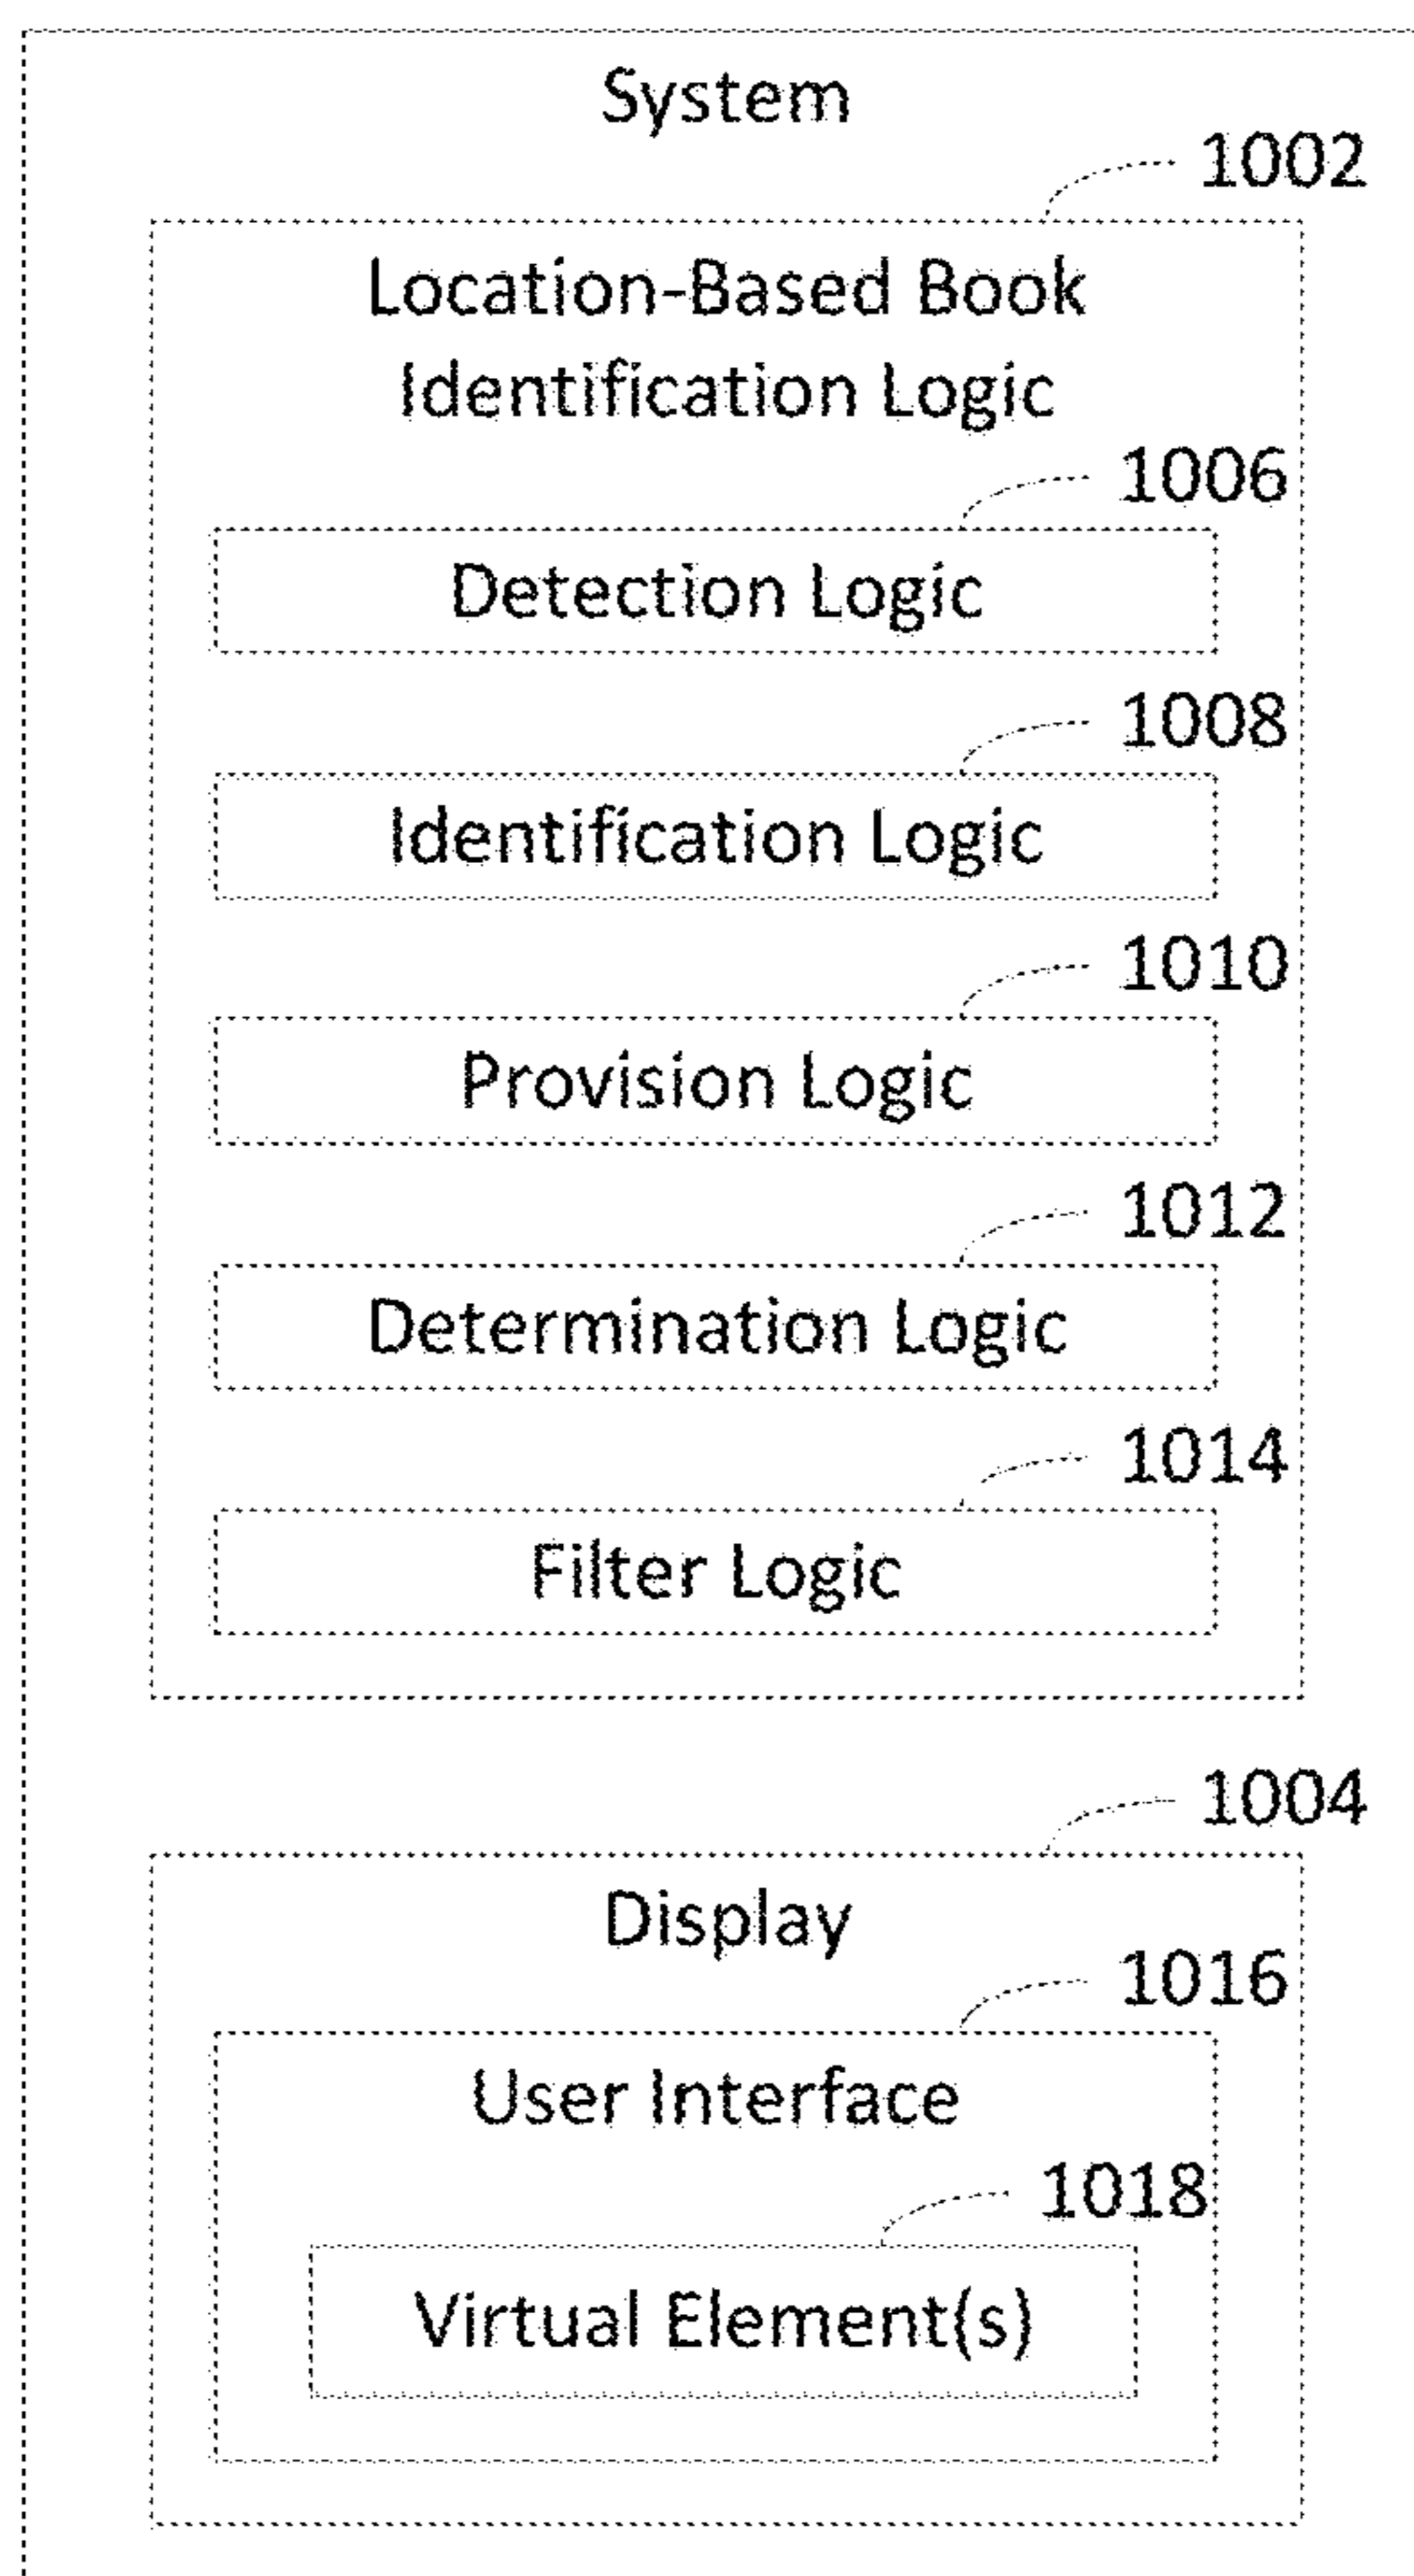 System
1002
Location-Based Book
Identification Logic
1006
Detection Logic
1008
Identification Logic
1010
Provision Logic
1012
Determination Logic
1014
Filter Logic
1004
Display
1016
User Interface
1018
Virtual Element(s)